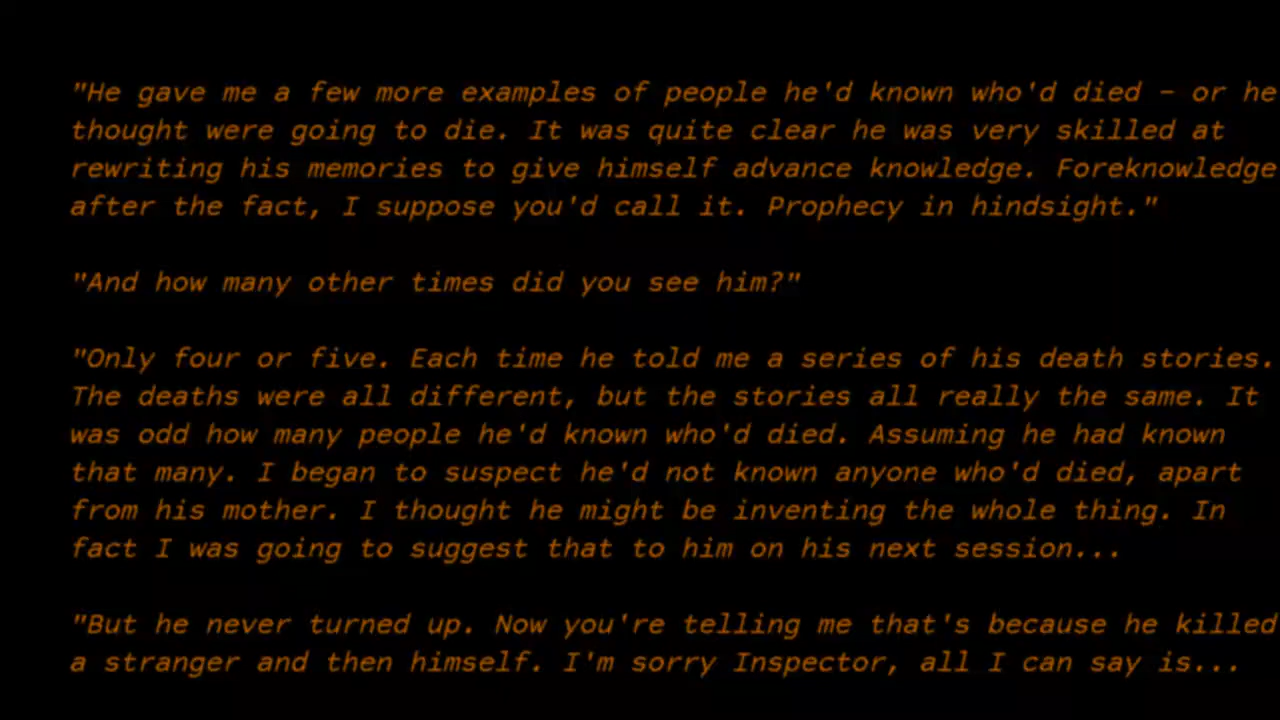 "He gave me a few more examples of people he'd known who'd died - or he
thought were going to die. It was quite clear he was very skilled at
rewriting his memories to give himself advance knowledge. Foreknowledge
after the fact, I suppose you'd call it. Prophecy in hindsight."
"And how many other times did you see him?"
"Only four or five. Each time he told me a series of his death stories.
The deaths were all different, but the stories all really the same. It
was odd how many people he'd known who'd died. Assuming he had known
that many. I began to suspect he'd not known anyone who'd died, apart
from his mother. I thought he might be inventing the whole thing. In
fact I was going to suggest that to him on his next session...
"But he never turned up. Now you're telling me that's because he killed
a stranger and then himself. I'm sorry Inspector, all I can say is...